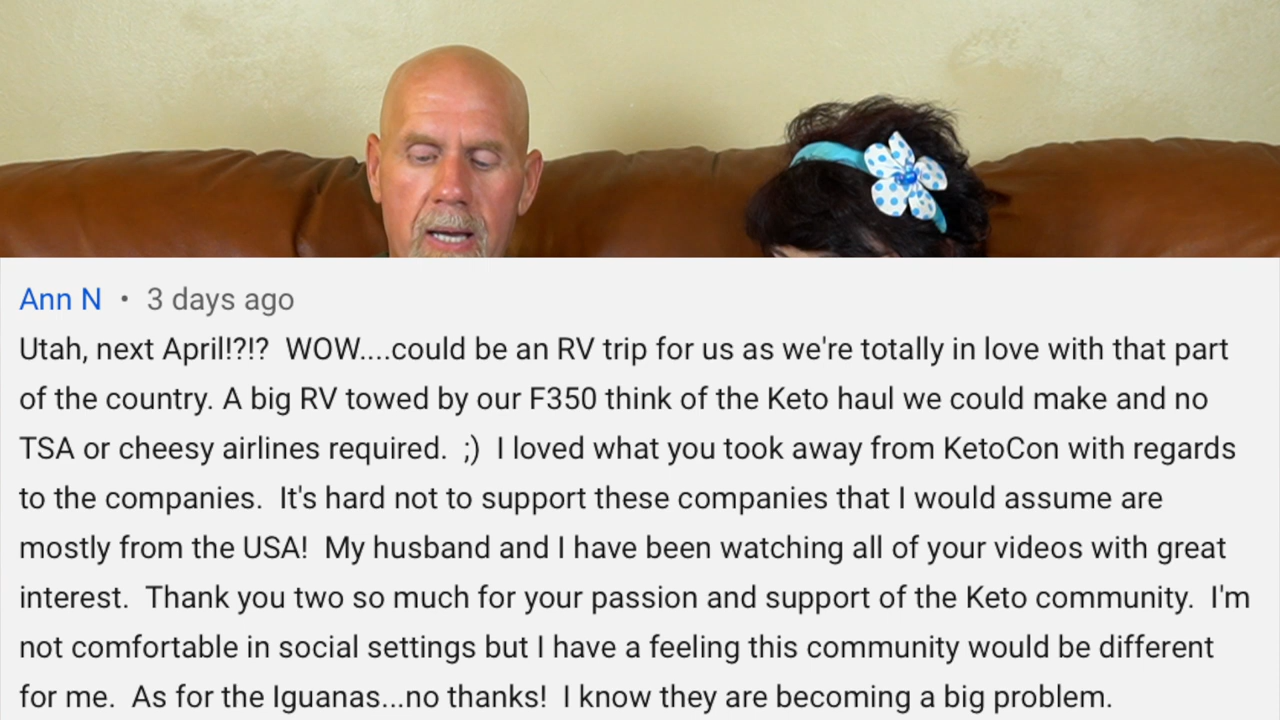 Ann N • 3 days ago
Utah, next April!?!?  WOW....could be an RV trip for us as we're totally in love with that part
of the country. A big RV towed by our F350 think of the Keto haul we could make and no
TSA or cheesy airlines required.  ;)  I loved what you took away from KetoCon with regards
to the companies.  It's hard not to support these companies that I would assume are
mostly from the USA!  My husband and I have been watching all of your videos with great
interest.  Thank you two so much for your passion and support of the Keto community.  I'm
not comfortable in social settings but I have a feeling this community would be different
for me.  As for the Iguanas...no thanks!  I know they are becoming a big problem.